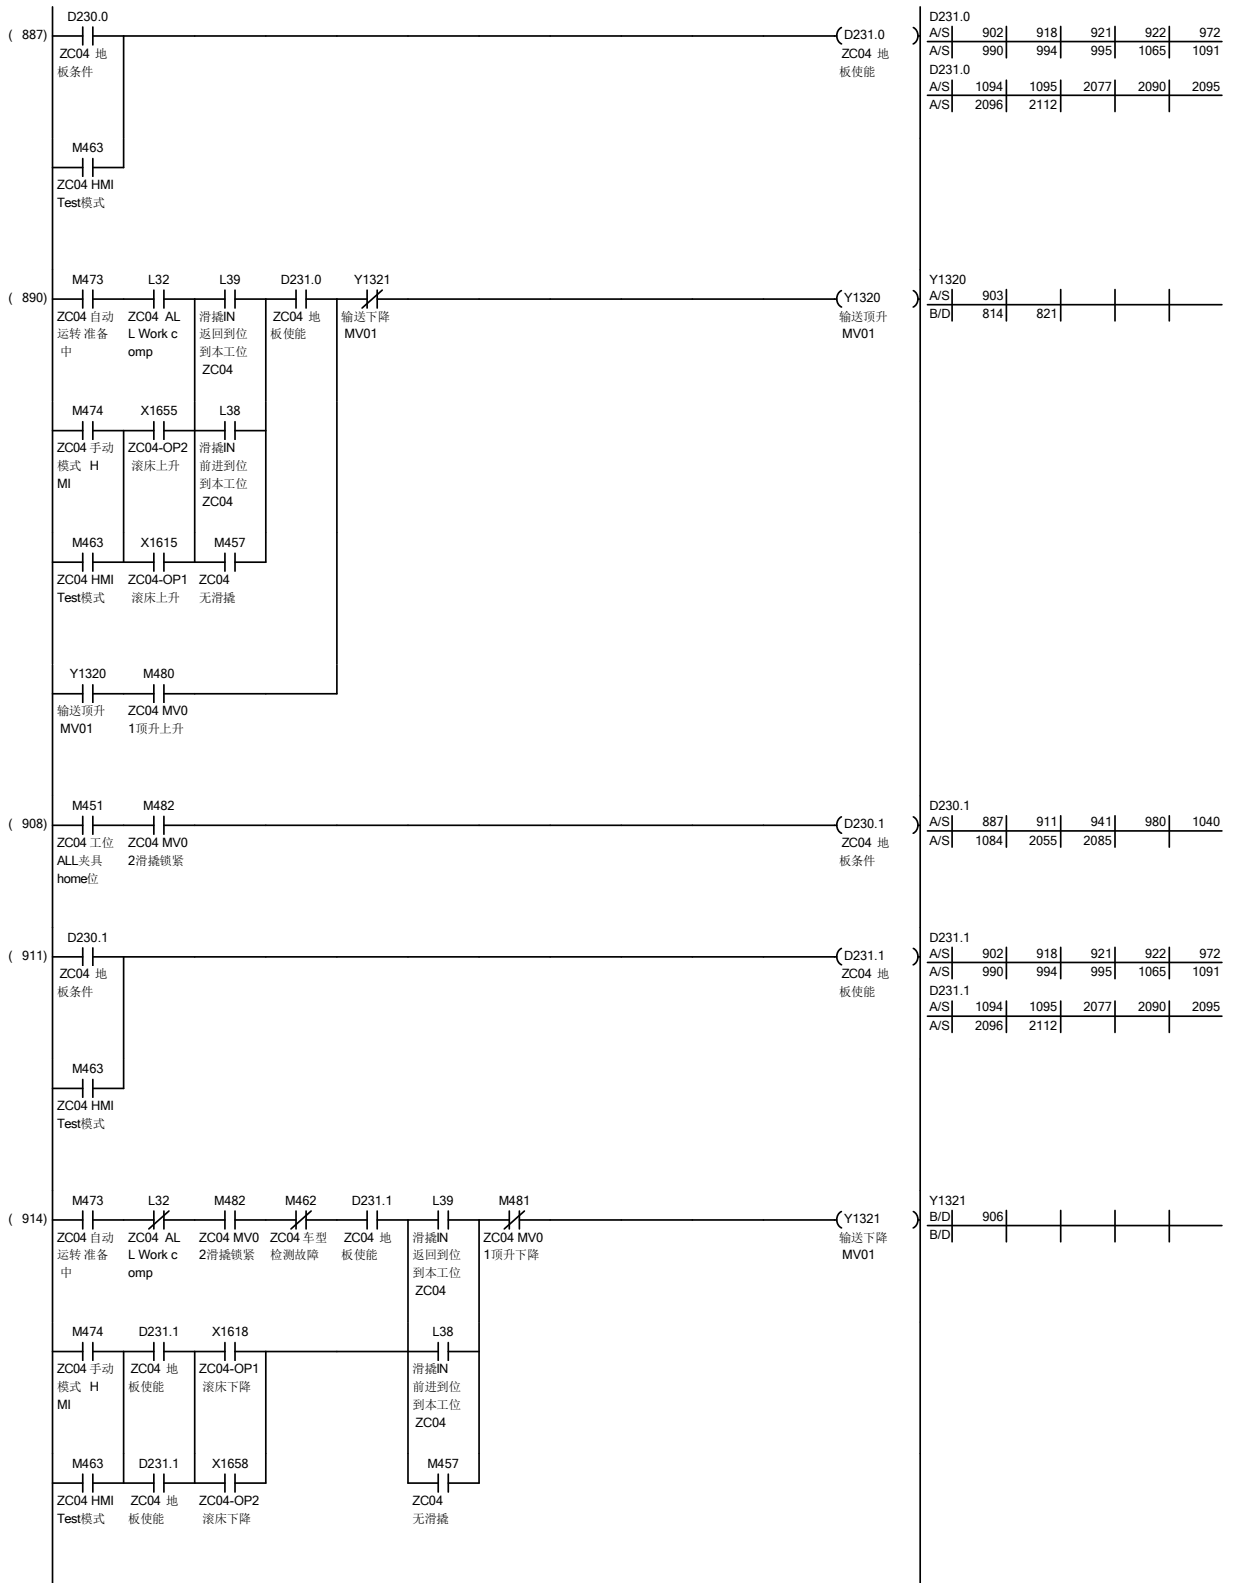 D230.0
( 887)
ZC04 地
板条件
D231.0
ZC04 地
板使能
D231.0
A/S 902 918 921 922 972
A/S 990 994 995 1065 1091
D231.0
A/S 1094 1095 2077 2090 2095
A/S 2096 2112
M463
ZC04 HMI
Test模式
M473 L32 L39 D231.0 Y1321
( 890)
ZC04 自动
运转 准备
中
ZC04 AL
L Work c
omp
滑撬IN
返回到位
到本工位
ZC04
ZC04 地
板使能
输送下降
MV01
Y1320
输送顶升
MV01
Y1320
A/S 903
B/D 814 821
M474 X1655 L38
ZC04 手动
模式 H
MI
ZC04-OP2
滚床上升
滑撬IN
前进到位
到本工位
ZC04
M463 X1615 M457
ZC04 HMI
Test模式
ZC04-OP1
滚床上升
ZC04
无滑撬
Y1320 M480
输送顶升
MV01
ZC04 MV0
1顶升上升
M451 M482
( 908)
ZC04 工位
ALL夹具
home位
ZC04 MV0
2滑撬锁紧
D230.1
ZC04 地
板条件
D230.1
A/S 887 911 941 980 1040
A/S 1084 2055 2085
D230.1
( 911)
ZC04 地
板条件
D231.1
ZC04 地
板使能
D231.1
A/S 902 918 921 922 972
A/S 990 994 995 1065 1091
D231.1
A/S 1094 1095 2077 2090 2095
A/S 2096 2112
M463
ZC04 HMI
Test模式
M473 L32 M482 M462 D231.1 L39 M481
( 914)
ZC04 自动
运转 准备
中
ZC04 AL
L Work c
omp
ZC04 MV0
2滑撬锁紧
ZC04 车型
检测故障
ZC04 地
板使能
滑撬IN
返回到位
到本工位
ZC04
ZC04 MV0
1顶升下降
Y1321
输送下降
MV01
Y1321
B/D 906
B/D
M474 D231.1 X1618 L38
ZC04 手动
模式 H
MI
ZC04 地
板使能
ZC04-OP1
滚床下降
滑撬IN
前进到位
到本工位
ZC04
M463 D231.1 X1658 M457
ZC04 HMI
Test模式
ZC04 地
板使能
ZC04-OP2
滚床下降
ZC04
无滑撬